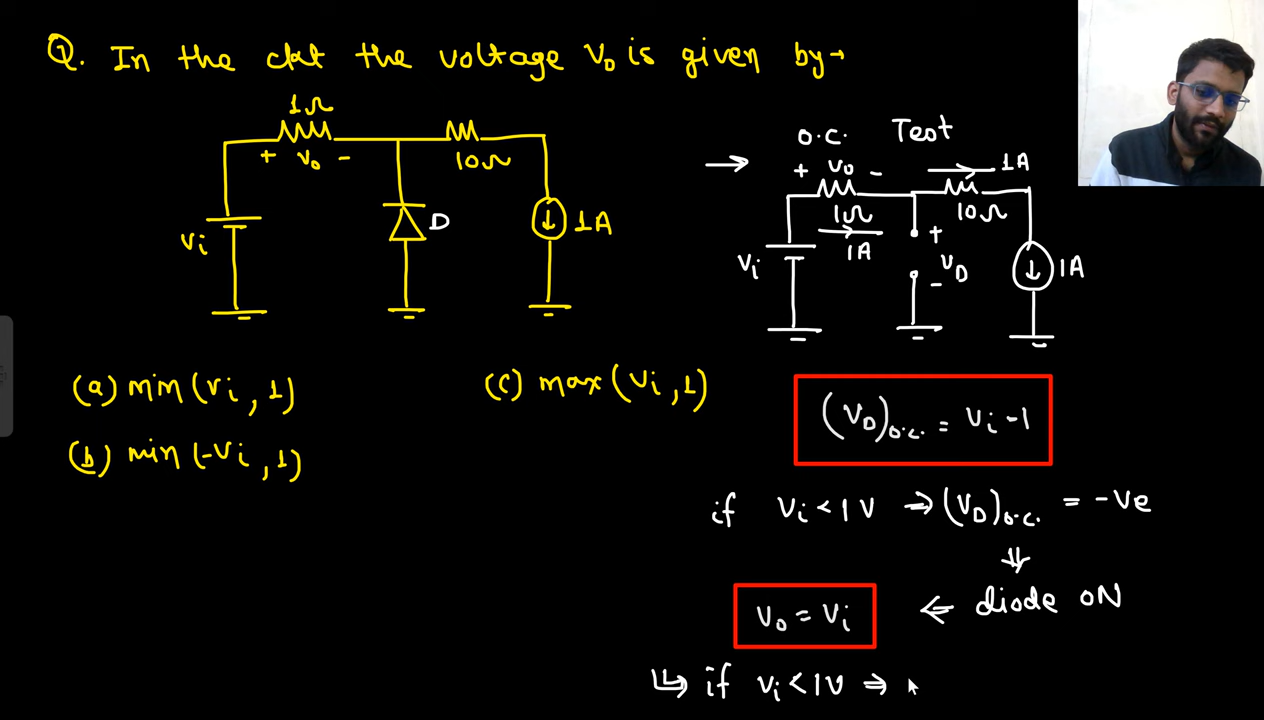 Q. In the ckt the voltage V₀ is given by→
1Ω
+ V₀ -
10Ω
Vi
D
1A
(a) min(Vi, 1)
(b) min(-Vi, 1)
(c) max(Vi, 1)
→ O.C. Test
+ V₀ -
1A
1Ω
10Ω
1A
Vi
+
VD
-
1A
(VD)o.c. = Vi - 1
if Vi < 1V ⇒ (VD)o.c. = -ve
⇓
V₀ = Vi ← diode ON
↳ if Vi < 1V ⇒